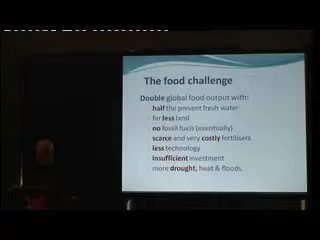 The food challenge
Double global food output with:
half the present fresh water
- far less land
no fossil fuels (eventually)
- scarce and very costly fertilisers
- less technology
- insufficient investment
- more drought, heat & floods.